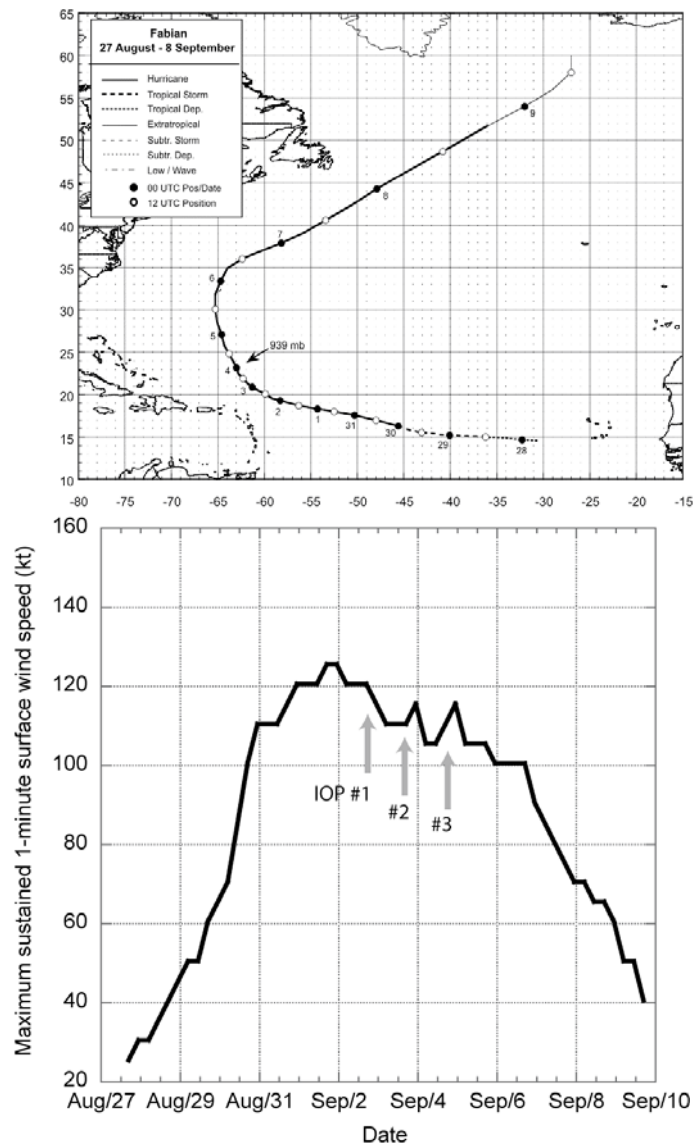 65
60
55
50
45
40
35
30
25
20
15
10
Fabian
27 August - 8 September
Hurricane
Tropical Storm
Tropical Dep.
Extratropical
Subtr. Storm
Subtr. Dep.
Low / Wave
00 UTC Pos/Date
12 UTC Position
9
8
7
6
5
939 mb
4
3
2
1
31
30
29
28
-80 -75 -70 -65 -60 -55 -50 -45 -40 -35 -30 -25 -20 -15
Maximum sustained 1-minute surface wind speed (kt)
160
140
120
100
80
60
40
20
IOP #1
#2
#3
Aug/27 Aug/29 Aug/31 Sep/2 Sep/4 Sep/6 Sep/8 Sep/10
Date